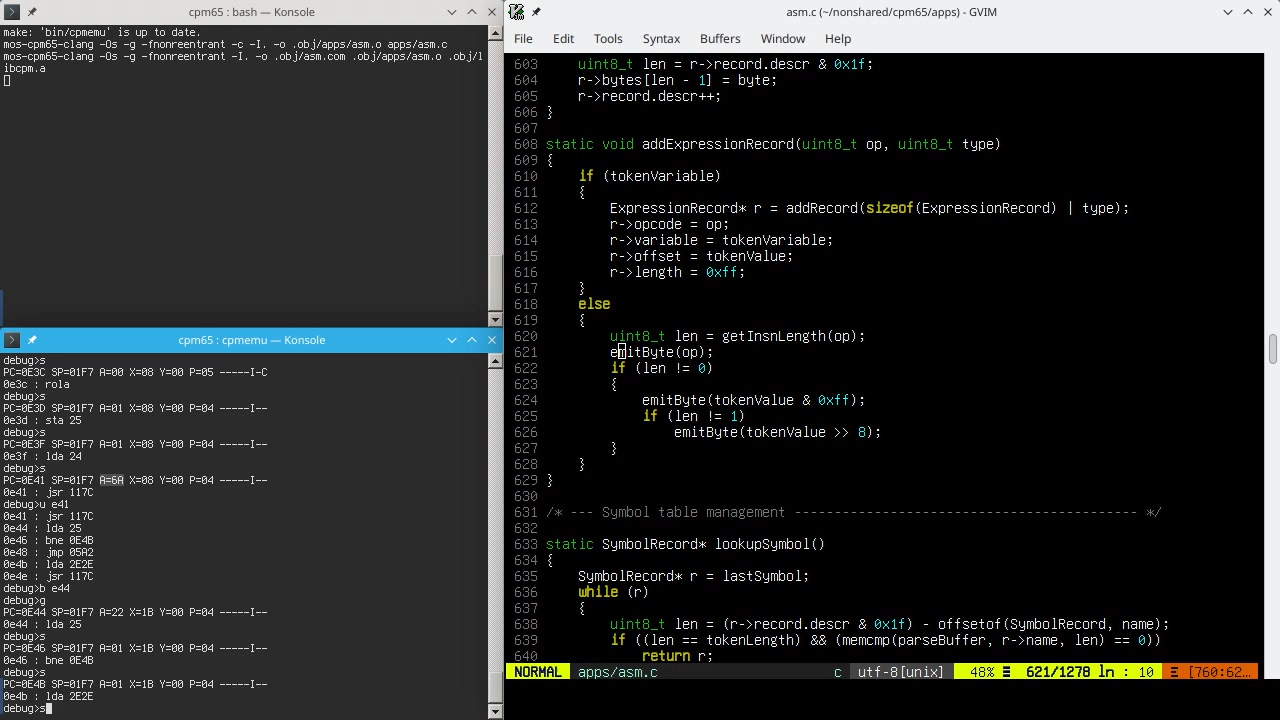 cpm65 : bash — Konsole
make: 'bin/cpmemu' is up to date.
mos-cpm65-clang -Os -g -fnonreentrant -c -I. -o .obj/apps/asm.o apps/asm.c
mos-cpm65-clang -Os -g -fnonreentrant -I. -o .obj/asm.com .obj/apps/asm.o .obj/l
ibcpm.a
cpm65 : cpmemu — Konsole
debug>s
PC=0E3C SP=01F7 A=00 X=08 Y=00 P=05 -----I-C
0e3c : rola
debug>s
PC=0E3D SP=01F7 A=01 X=08 Y=00 P=04 -----I--
0e3d : sta 25
debug>s
PC=0E3F SP=01F7 A=01 X=08 Y=00 P=04 -----I--
0e3f : lda 24
debug>s
PC=0E41 SP=01F7 A=6A X=08 Y=00 P=04 -----I--
0e41 : jsr 117C
debug>u e41
0e41 : jsr 117C
0e44 : lda 25
0e46 : bne 0E4B
0e48 : jmp 05A2
0e4b : lda 2E2E
0e4e : jsr 117C
debug>b e44
debug>g
PC=0E44 SP=01F7 A=22 X=1B Y=00 P=04 -----I--
0e44 : lda 25
debug>s
PC=0E46 SP=01F7 A=01 X=1B Y=00 P=04 -----I--
0e46 : bne 0E4B
debug>s
PC=0E4B SP=01F7 A=01 X=1B Y=00 P=04 -----I--
0e4b : lda 2E2E
debug>s
asm.c (~/nonshared/cpm65/apps) - GVIM
File Edit Tools Syntax Buffers Window Help
603     uint8_t len = r->record.descr & 0x1f;
604     r->bytes[len - 1] = byte;
605     r->record.descr++;
606 }
607
608 static void addExpressionRecord(uint8_t op, uint8_t type)
609 {
610     if (tokenVariable)
611     {
612         ExpressionRecord* r = addRecord(sizeof(ExpressionRecord) | type);
613         r->opcode = op;
614         r->variable = tokenVariable;
615         r->offset = tokenValue;
616         r->length = 0xff;
617     }
618     else
619     {
620         uint8_t len = getInsnLength(op);
621         emitByte(op);
622         if (len != 0)
623         {
624             emitByte(tokenValue & 0xff);
625             if (len != 1)
626                 emitByte(tokenValue >> 8);
627         }
628     }
629 }
630
631 /* --- Symbol table management ------------------------------------------- */
632
633 static SymbolRecord* lookupSymbol()
634 {
635     SymbolRecord* r = lastSymbol;
636     while (r)
637     {
638         uint8_t len = (r->record.descr & 0x1f) - offsetof(SymbolRecord, name);
639         if ((len == tokenLength) && (memcmp(parseBuffer, r->name, len) == 0))
640             return r;
NORMAL apps/asm.c c utf-8[unix] 48% ☰ 621/1278 ㏑ : 10 Ξ [760:62…